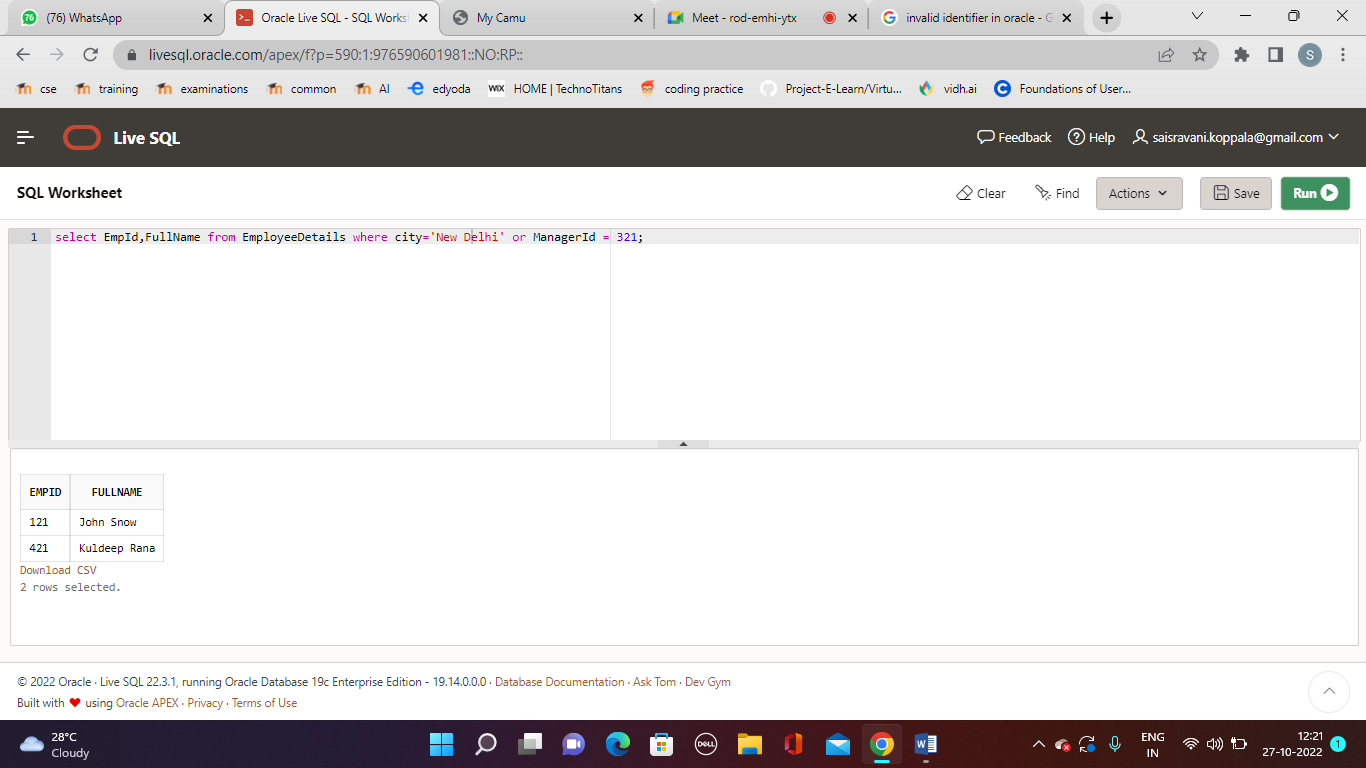 (76) WhatsApp
Oracle Live SQL - SQL Works
My Camu
Meet - rod-emhi-ytx
invalid identifier in oracle - G
livesql.oracle.com/apex/f?p=590:1:976590601981::NO:RP::
S
cse
training
examinations
common
AI
edyoda
WIX HOME | TechnoTitans
coding practice
Project-E-Learn/Virtu...
vidh.ai
Foundations of User...
Live SQL
Feedback
Help
saisravani.koppala@gmail.com
SQL Worksheet
Clear
Find
Actions
Save
Run
1 select EmpId,FullName from EmployeeDetails where city='New Delhi' or ManagerId = 321;
EMPID FULLNAME
121 John Snow
421 Kuldeep Rana
Download CSV
2 rows selected.
© 2022 Oracle · Live SQL 22.3.1, running Oracle Database 19c Enterprise Edition - 19.14.0.0.0 · Database Documentation · Ask Tom · Dev Gym
Built with ❤ using Oracle APEX · Privacy · Terms of Use
28°C
Cloudy
DELL
ENG
IN
12:21
27-10-2022
1